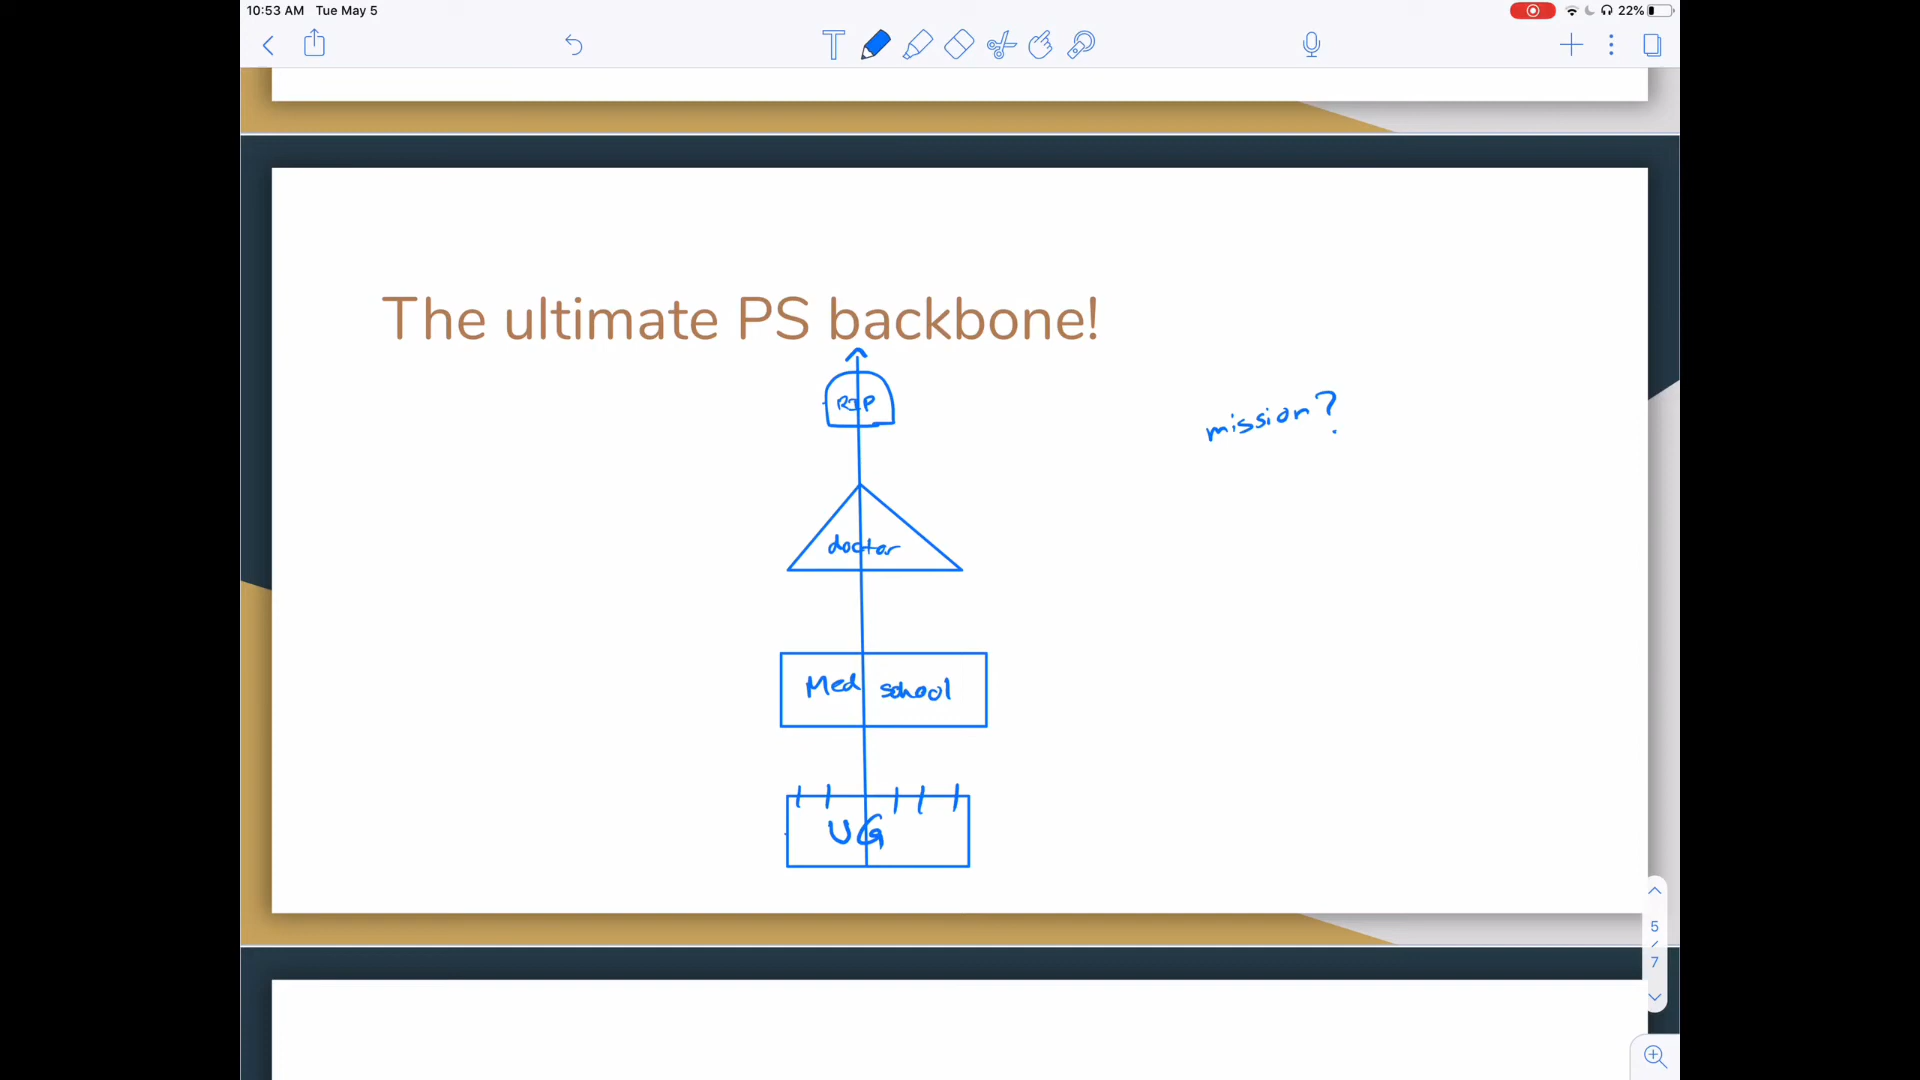 10:53 AM Tue May 5
22%
T
The ultimate PS backbone!
RIP
mission?
doctor
Med school
UG
5
/
7